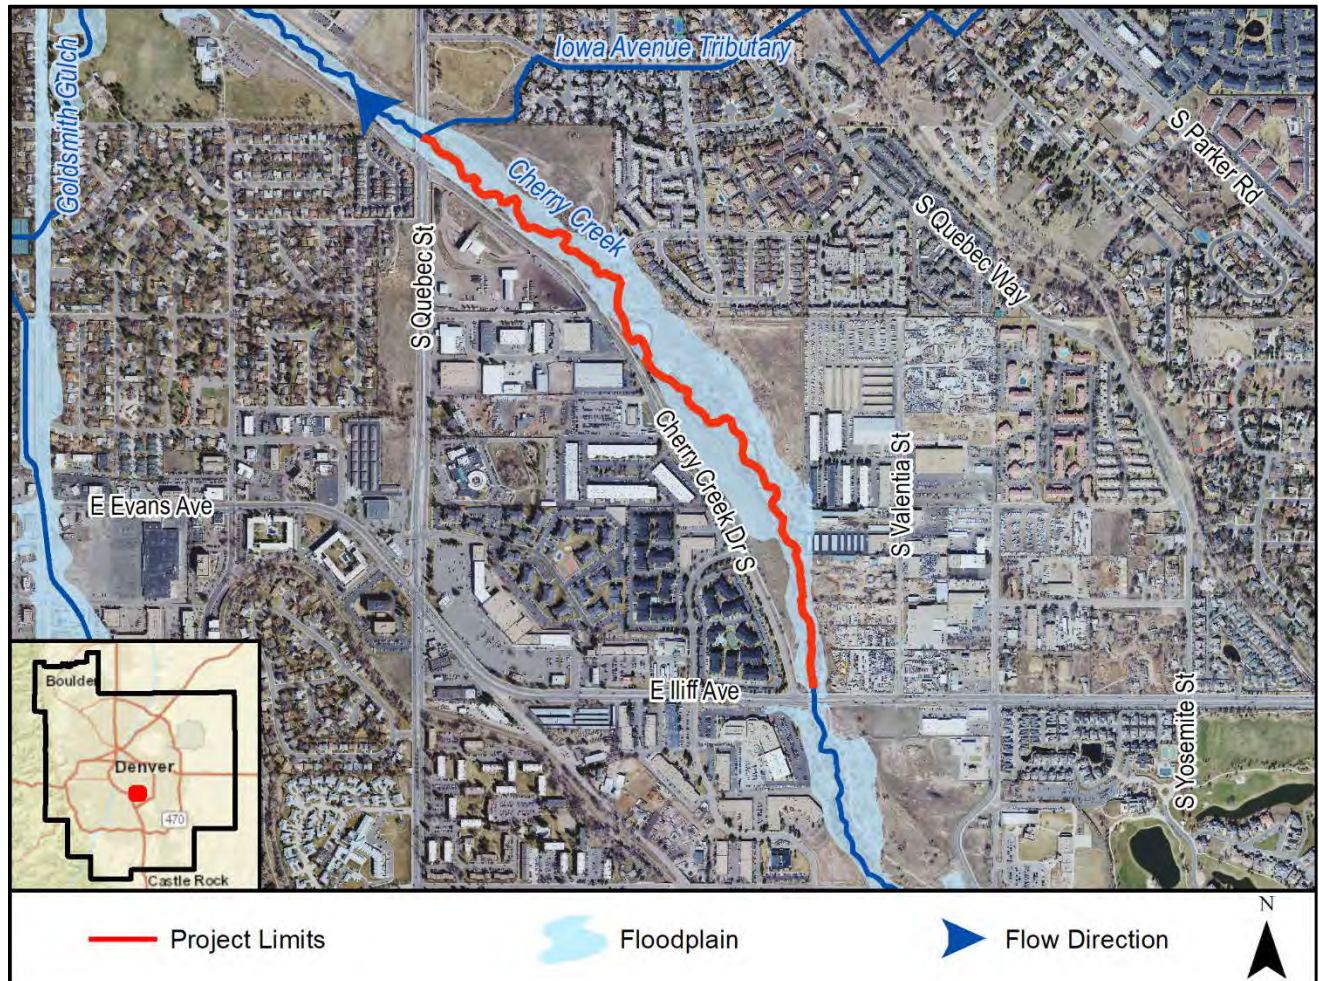 Iowa Avenue Tributary
Goldsmith Gulch
S Parker Rd
Cherry Creek
S Quebec St
S Quebec Way
Cherry Creek Dr S
S Valentia St
E Evans Ave
E Iliff Ave
S Yosemite St
Boulder
Denver
470
Castle Rock
Project Limits
Floodplain
Flow Direction
N